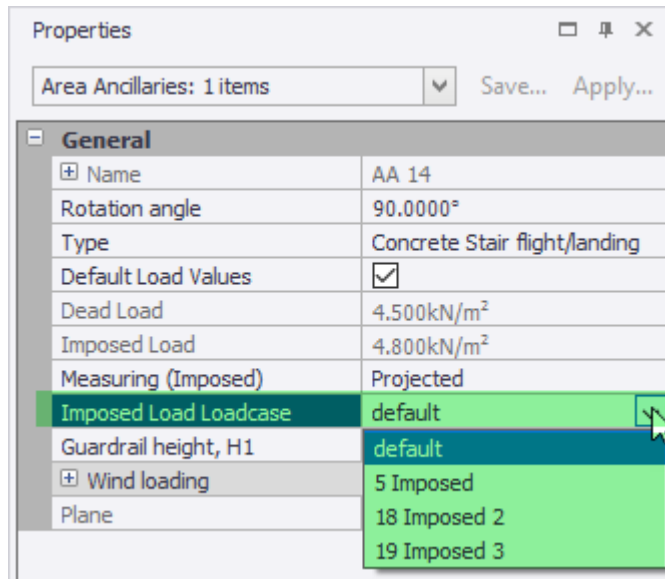 Properties
Area Ancillaries: 1 items Save... Apply...
General
Name AA 14
Rotation angle 90.0000°
Type Concrete Stair flight/landing
Default Load Values
Dead Load 4.500kN/m²
Imposed Load 4.800kN/m²
Measuring (Imposed) Projected
Imposed Load Loadcase default
Guardrail height, H1 default
Wind loading 5 Imposed
Plane 18 Imposed 2
19 Imposed 3